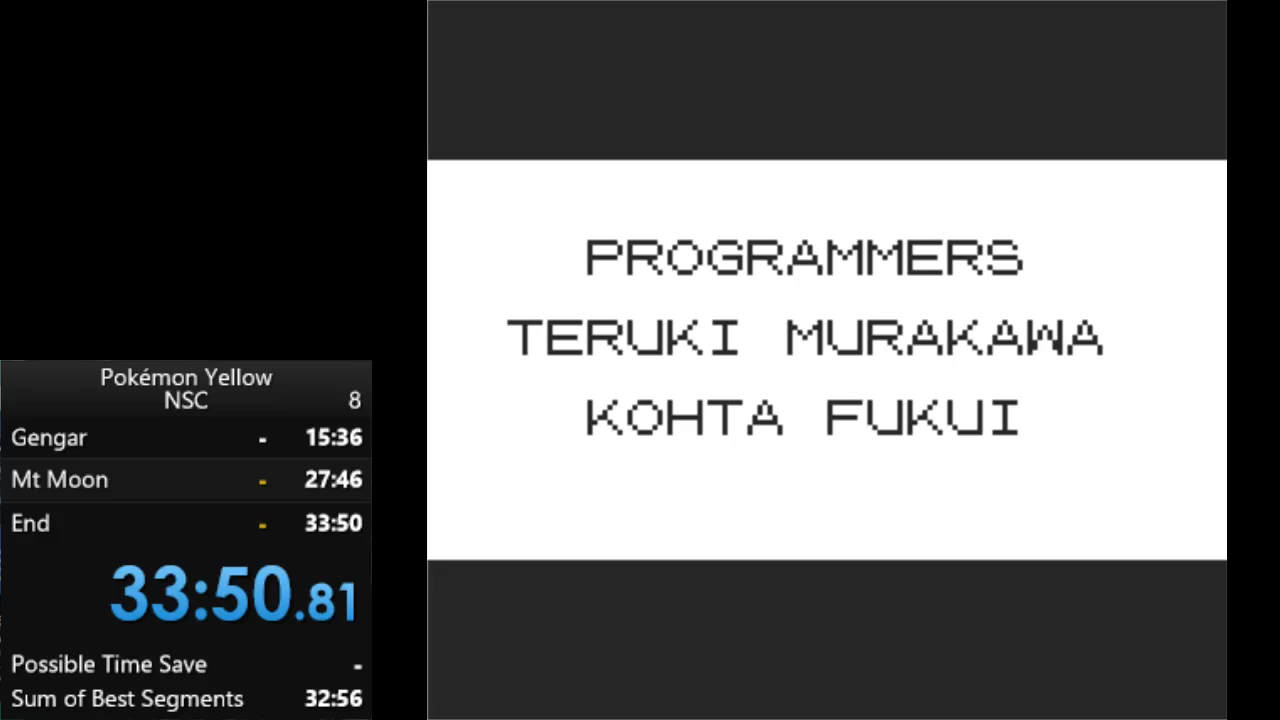 Pokémon Yellow
NSC 8
Gengar - 15:36
Mt Moon - 27:46
End - 33:50
33:50.81
Possible Time Save -
Sum of Best Segments 32:56
PROGRAMMERS
TERUKI MURAKAWA
KOHTA FUKUI